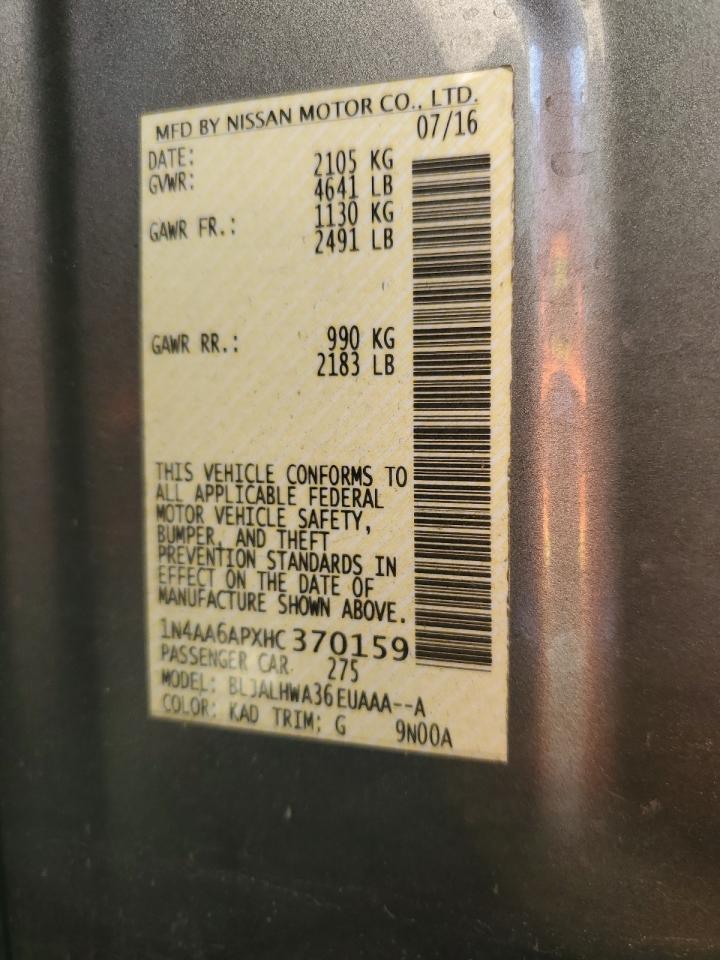 MFD BY NISSAN MOTOR CO., LTD.
07/16
DATE:
GVWR: 2105 KG
4641 LB
GAWR FR.: 1130 KG
2491 LB
GAWR RR.: 990 KG
2183 LB
THIS VEHICLE CONFORMS TO
ALL APPLICABLE FEDERAL
MOTOR VEHICLE SAFETY,
BUMPER, AND THEFT
PREVENTION STANDARDS IN
EFFECT ON THE DATE OF
MANUFACTURE SHOWN ABOVE.
1N4AA6APXHC 370159
PASSENGER CAR 275
MODEL: BL3ALHWA36EUAAA--A
COLOR: KAD TRIM: G 9N00A